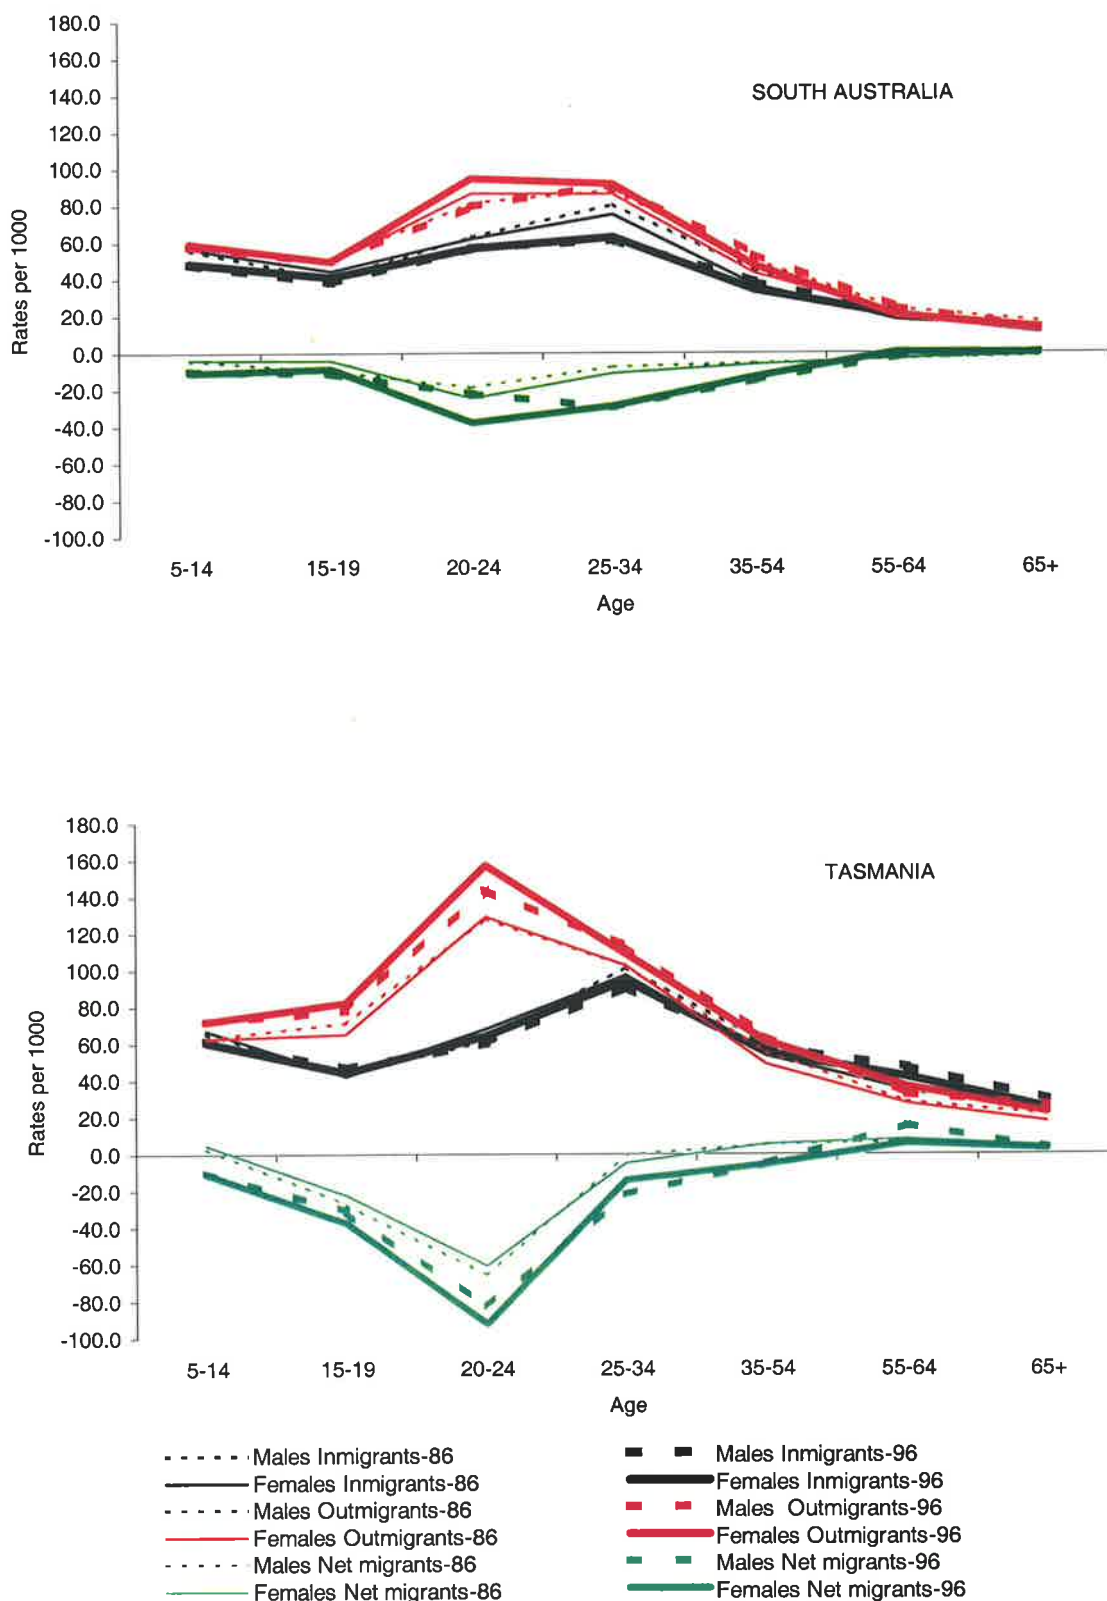 180.0
160.0
140.0
120.0
100.0
80.0
60.0
40.0
20.0
0.0
-20.0
-40.0
-60.0
-80.0
-100.0
Rates per 1000
SOUTH AUSTRALIA
5-14 15-19 20-24 25-34 35-54 55-64 65+
Age
180.0
160.0
140.0
120.0
100.0
80.0
60.0
40.0
20.0
0.0
-20.0
-40.0
-60.0
-80.0
-100.0
Rates per 1000
TASMANIA
5-14 15-19 20-24 25-34 35-54 55-64 65+
Age
Males Inmigrants-86
Females Inmigrants-86
Males Outmigrants-86
Females Outmigrants-86
Males Net migrants-86
Females Net migrants-86
Males Inmigrants-96
Females Inmigrants-96
Males Outmigrants-96
Females Outmigrants-96
Males Net migrants-96
Females Net migrants-96